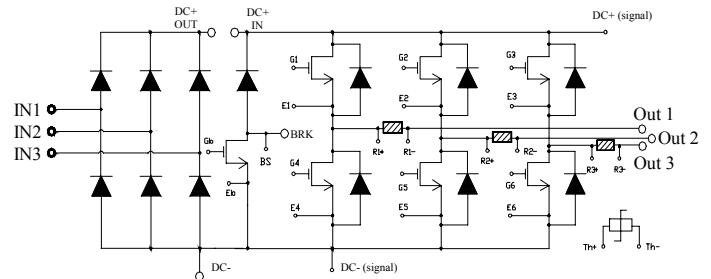 DC+
OUT
DC+
IN
DC+ (signal)
G1
G2
G3
E1
E2
E3
IN1
IN2
IN3
Out 1
Out 2
Out 3
BRK
BS
R1+
R1-
R2+
R2-
R3+
R3-
G4
G5
G6
E4
E5
E6
Th+
Th-
DC-
DC- (signal)